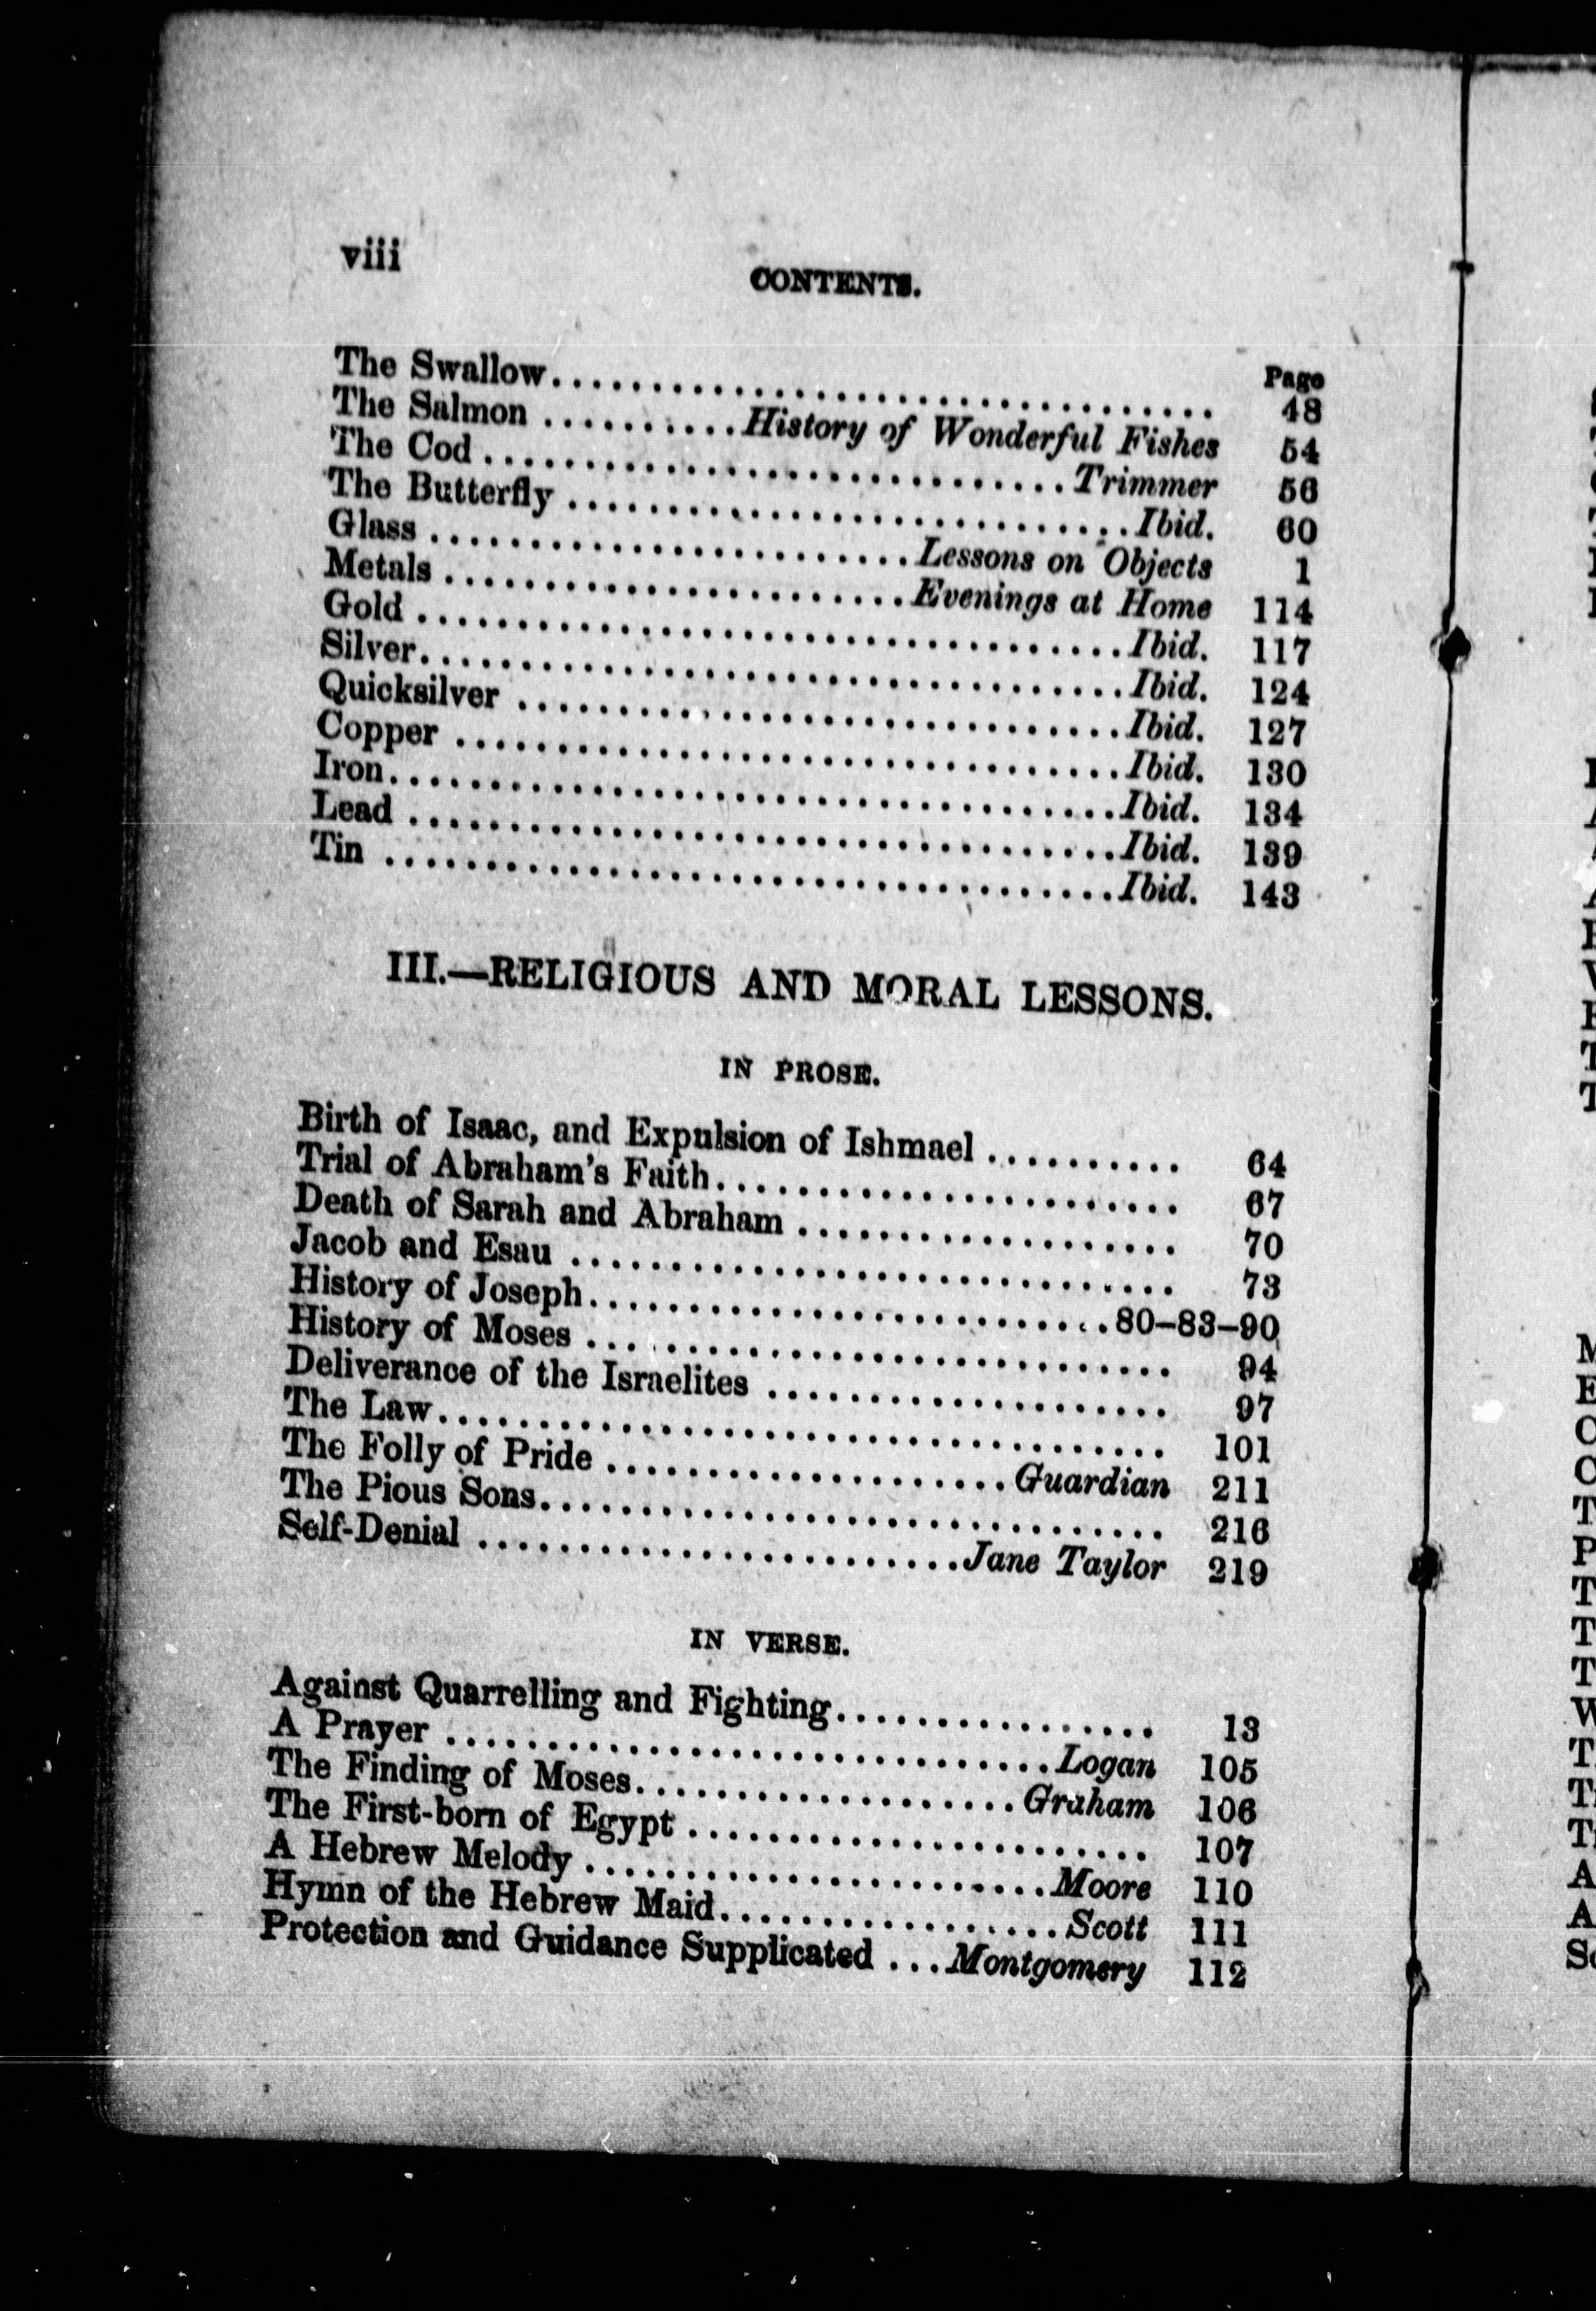 viii
CONTENTS.
Page
The Swallow........................................ 48
The Salmon ..........History of Wonderful Fishes 54
The Cod ..............................Trimmer 56
The Butterfly .............................Ibid. 60
Glass ........................Lessons on Objects 1
Metals ........................Evenings at Home 114
Gold ....................................Ibid. 117
Silver....................................Ibid. 124
Quicksilver ...............................Ibid. 127
Copper ..................................Ibid. 130
Iron.....................................Ibid. 134
Lead ....................................Ibid. 139
Tin .....................................Ibid. 143
III.—RELIGIOUS AND MORAL LESSONS.
IN PROSE.
Birth of Isaac, and Expulsion of Ishmael .......... 64
Trial of Abraham's Faith........................ 67
Death of Sarah and Abraham ................... 70
Jacob and Esau ............................... 73
History of Joseph...........................80–83–90
History of Moses .............................. 94
Deliverance of the Israelites .................... 97
The Law..................................... 101
The Folly of Pride ....................Guardian 211
The Pious Sons................................ 216
Self-Denial .........................Jane Taylor 219
IN VERSE.
Against Quarrelling and Fighting................ 13
A Prayer ...............................Logan 105
The Finding of Moses...................Graham 106
The First-born of Egypt ....................... 107
A Hebrew Melody .......................Moore 110
Hymn of the Hebrew Maid.................Scott 111
Protection and Guidance Supplicated ...Montgomery 112